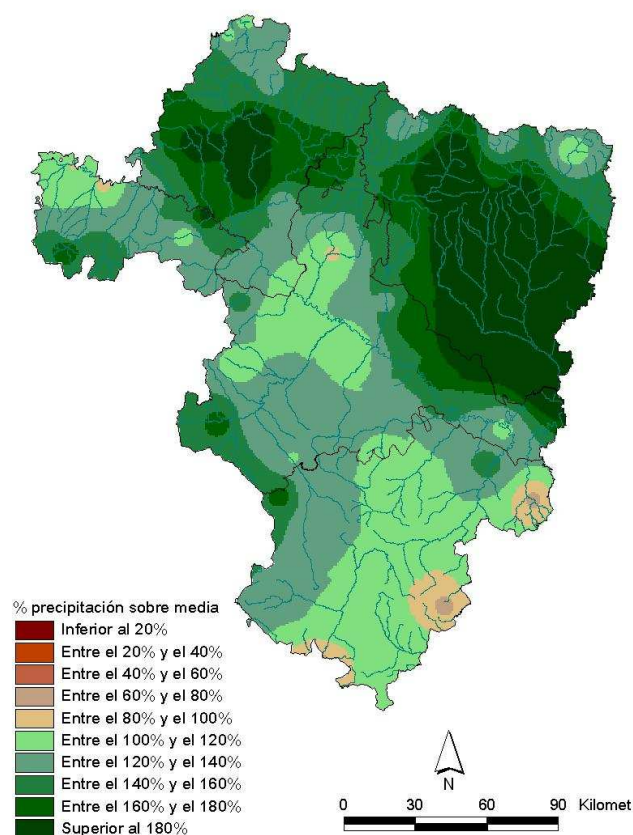 % precipitación sobre media
Inferior al 20%
Entre el 20% y el 40%
Entre el 40% y el 60%
Entre el 60% y el 80%
Entre el 80% y el 100%
Entre el 100% y el 120%
Entre el 120% y el 140%
Entre el 140% y el 160%
Entre el 160% y el 180%
Superior al 180%
N
0 30 60 90 Kilomet